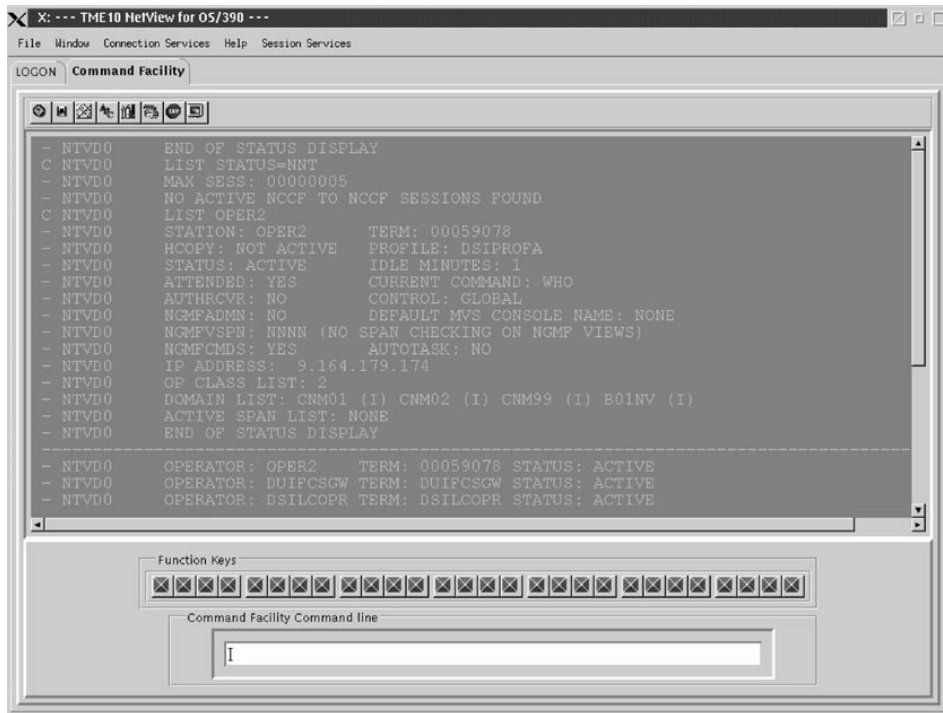 X: --- TME10 NetView for OS/390 ---
File Window Connection Services Help Session Services
LOGON Command Facility
- NTVD0 END OF STATUS DISPLAY
C NTVD0 LIST STATUS=NNT
- NTVD0 MAX SESS: 00000005
- NTVD0 NO ACTIVE NCCF TO NCCF SESSIONS FOUND
C NTVD0 LIST OPER2
- NTVD0 STATION: OPER2 TERM: 00059078
- NTVD0 HCOPY: NOT ACTIVE PROFILE: DSIPROFA
- NTVD0 STATUS: ACTIVE IDLE MINUTES: 1
- NTVD0 ATTENDED: YES CURRENT COMMAND: WHO
- NTVD0 AUTHRCVR: NO CONTROL: GLOBAL
- NTVD0 NGMFADMN: NO DEFAULT MVS CONSOLE NAME: NONE
- NTVD0 NGMFVSPN: NNNN (NO SPAN CHECKING ON NGMF VIEWS)
- NTVD0 NGMFCMDS: YES AUTOTASK: NO
- NTVD0 IP ADDRESS: 9.164.179.174
- NTVD0 OP CLASS LIST: 2
- NTVD0 DOMAIN LIST: CNM01 (I) CNM02 (I) CNM99 (I) B01NV (I)
- NTVD0 ACTIVE SPAN LIST: NONE
- NTVD0 END OF STATUS DISPLAY
- NTVD0 OPERATOR: OPER2 TERM: 00059078 STATUS: ACTIVE
- NTVD0 OPERATOR: DUIFCSGW TERM: DUIFCSGW STATUS: ACTIVE
- NTVD0 OPERATOR: DSILCOPR TERM: DSILCOPR STATUS: ACTIVE
Function Keys
Command Facility Command line